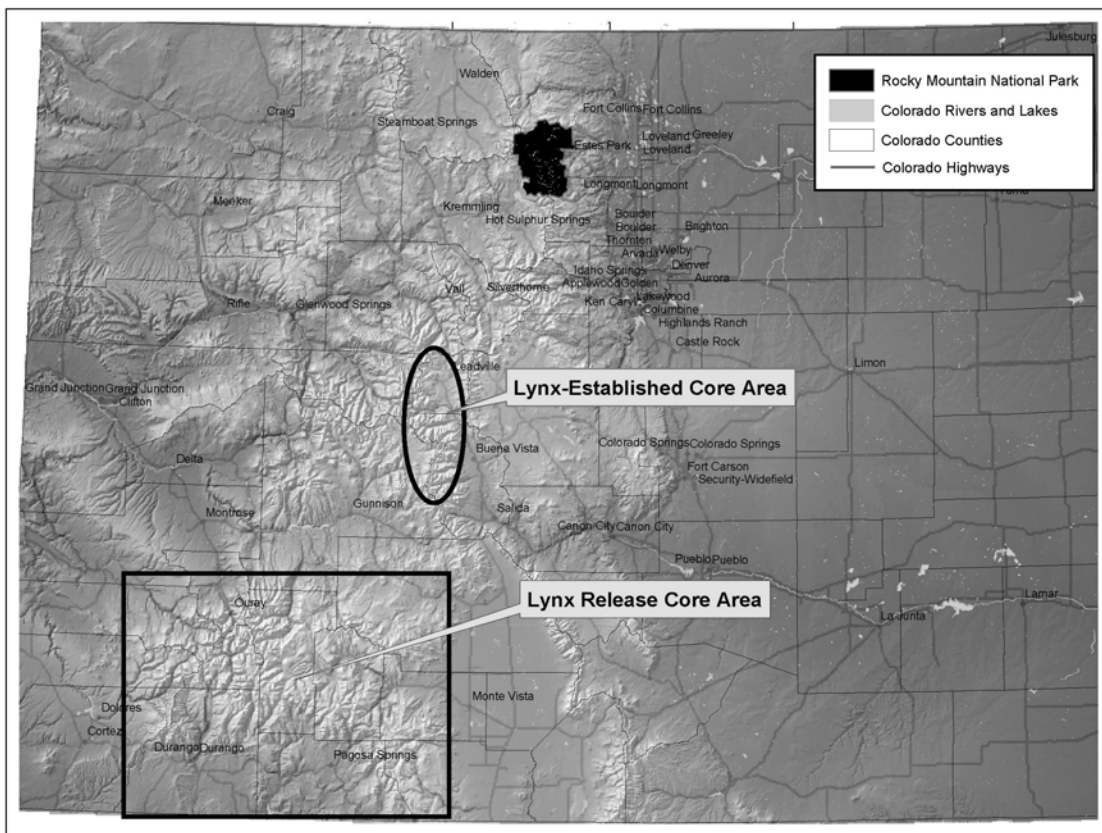 Julesburg
Walden
Rocky Mountain National Park
Colorado Rivers and Lakes
Colorado Counties
Colorado Highways
Craig
Fort Collins Fort Collins
Steamboat Springs
Loveland Greeley
Loveland
Estes Park
Longmont Longmont
Meeker
Kremmling
Hot Sulphur Springs
Boulder
Boulder
Brighton
Thornten
Arvada Welby
Denver
Idaho Springs
Aurora
Applewood Golden
Vail
Silverthorne
Rifle
Glenwood Springs
Ken Caryl Lakewood
Columbine
Highlands Ranch
Castle Rock
Limon
Leadville
Grand Junction Grand Junction
Clifton
Lynx-Established Core Area
Buena Vista
Colorado Springs Colorado Springs
Delta
Fort Carson
Security-Widefield
Gunnison
Montrose
Salida
Canon City Canon City
Pueblo Pueblo
Lynx Release Core Area
Ouray
Lamar
La Junta
Monte Vista
Dolores
Cortez
Durango Durango
Pagosa Springs